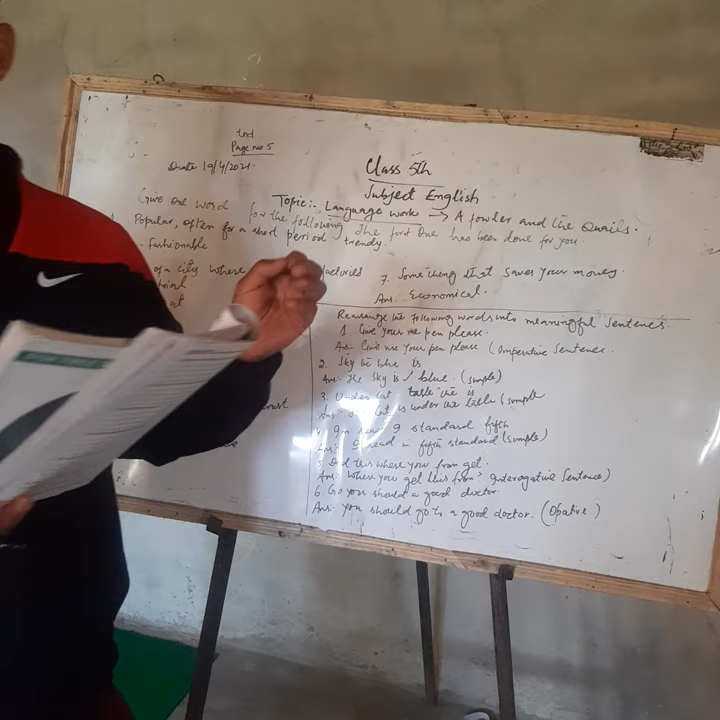 Page no 5
Date 19/4/2021.
Class 5th
Subject English
Topic:- Language work → A fowler and the Quails.
Give one word for the following the first one has been done for you
Popular, often for a short period trendy.
Fashionable
of a city where factories
7. Something that saves your money.
Ans: Economical.
at
Rearrange the following words into meaningful sentences.
1. Give your me pen please.
Ans: Give me your pen please (Imperative Sentence.
2. Sky the blue is
Ans: The sky is blue. (simple)
3. Under Cat table the is
Ans: cat is under the table (simple
4. In read I standard fifth
Ans: I read in fifth standard (simple)
5. Did this where you from get.
Ans: Where you get this from? Interogative Sentence)
6. Go you should a good doctor.
Ans: You should go to a good doctor. (Optative)